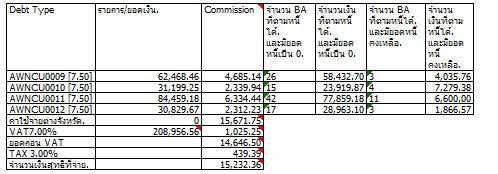 Debt Type รายการ/ยอดเงิน. Commission จำนวน BA ที่ตามหนี้ได้. และมียอดหนี้เป็น 0. จำนวนเงินที่ตามหนี้ได้. และมียอดหนี้เป็น 0. จำนวน BA ที่ตามหนี้ได้. และมียอดหนี้คงเหลือ. จำนวนเงินที่ตามหนี้ได้. และมียอดหนี้คงเหลือ.
AWNCU0009 [7.50] 62,468.46 4,685.14 26 58,432.70 3 4,035.76
AWNCU0010 [7.50] 31,199.25 2,339.94 15 23,919.87 4 7,279.38
AWNCU0011 [7.50] 84,459.18 6,334.44 42 77,859.18 11 6,600.00
AWNCU0012 [7.50] 30,829.67 2,312.23 17 28,963.10 3 1,866.57
ค่าใช้จ่ายต่างจังหวัด. 0 15,671.75
VAT7.00% 208,956.56 1,025.25
ยอดก่อน VAT 14,646.50
TAX 3.00% 439.39
จำนวนเงินสุทธิที่จ่าย. 15,232.36